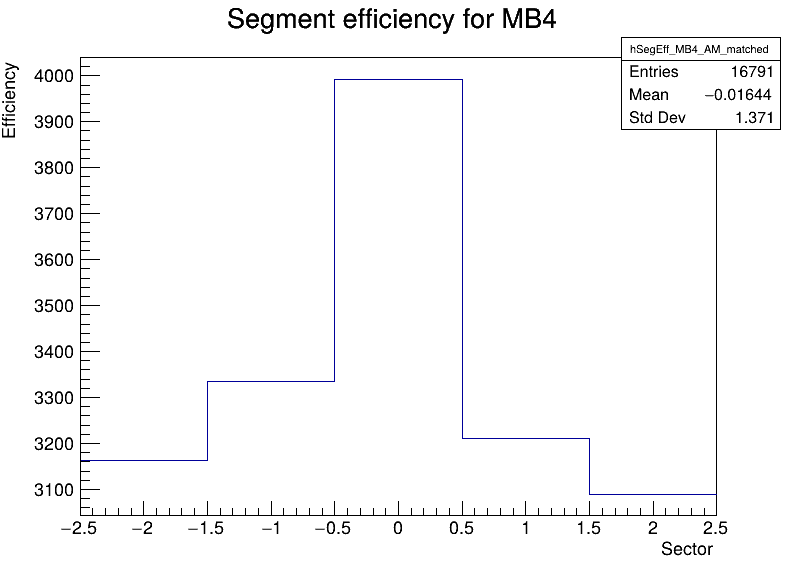 Segment efficiency for MB4
hSegEff_MB4_AM_matched
Entries 16791
Mean −0.01644
Std Dev 1.371
Efficiency
4000
3900
3800
3700
3600
3500
3400
3300
3200
3100
−2.5 −2 −1.5 −1 −0.5 0 0.5 1 1.5 2 2.5
Sector